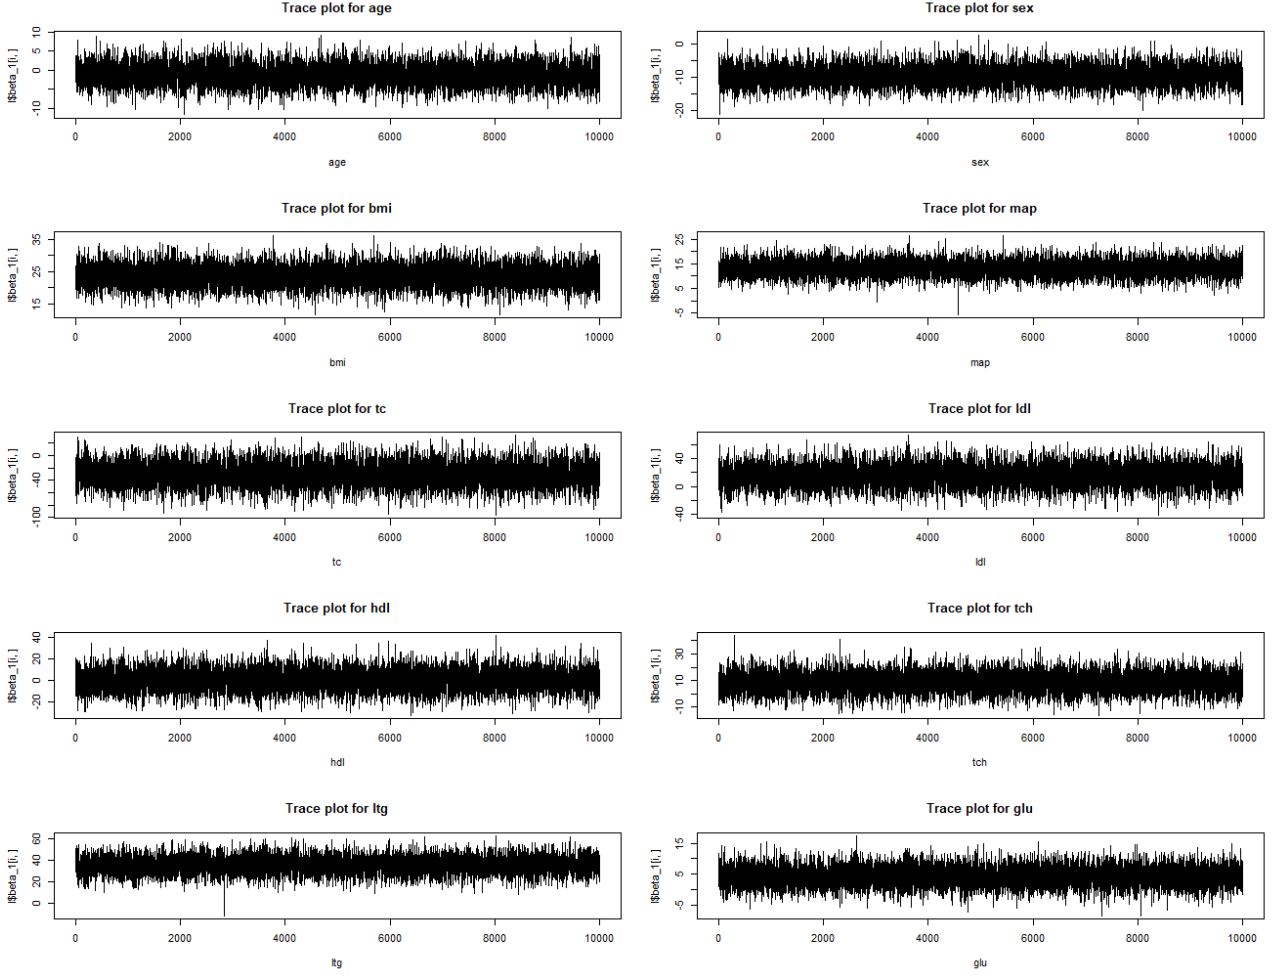 Trace plot for age
l$beta_1[i, ]
10
5
0
-10
0 2000 4000 6000 8000 10000
age
Trace plot for sex
l$beta_1[i, ]
0
-10
-20
0 2000 4000 6000 8000 10000
sex
Trace plot for bmi
l$beta_1[i, ]
35
25
15
0 2000 4000 6000 8000 10000
bmi
Trace plot for map
l$beta_1[i, ]
25
15
5
-5
0 2000 4000 6000 8000 10000
map
Trace plot for tc
l$beta_1[i, ]
0
-40
-100
0 2000 4000 6000 8000 10000
tc
Trace plot for ldl
l$beta_1[i, ]
40
0
-40
0 2000 4000 6000 8000 10000
ldl
Trace plot for hdl
l$beta_1[i, ]
40
20
0
-20
0 2000 4000 6000 8000 10000
hdl
Trace plot for tch
l$beta_1[i, ]
30
10
-10
0 2000 4000 6000 8000 10000
tch
Trace plot for ltg
l$beta_1[i, ]
60
40
20
0
0 2000 4000 6000 8000 10000
ltg
Trace plot for glu
l$beta_1[i, ]
15
5
-5
0 2000 4000 6000 8000 10000
glu